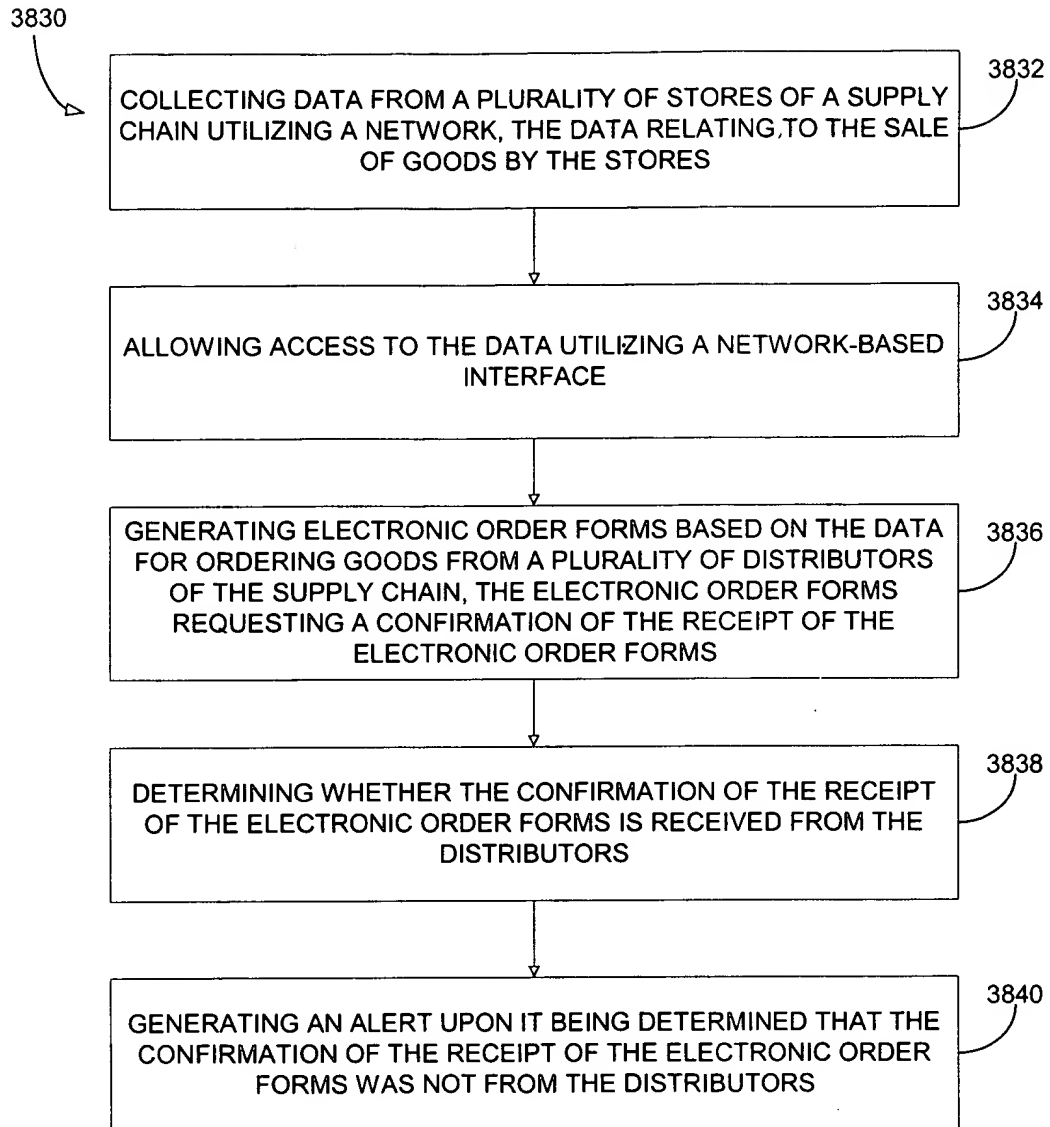 3830
3832
COLLECTING DATA FROM A PLURALITY OF STORES OF A SUPPLY
CHAIN UTILIZING A NETWORK, THE DATA RELATING TO THE SALE
OF GOODS BY THE STORES
3834
ALLOWING ACCESS TO THE DATA UTILIZING A NETWORK-BASED
INTERFACE
3836
GENERATING ELECTRONIC ORDER FORMS BASED ON THE DATA
FOR ORDERING GOODS FROM A PLURALITY OF DISTRIBUTORS
OF THE SUPPLY CHAIN, THE ELECTRONIC ORDER FORMS
REQUESTING A CONFIRMATION OF THE RECEIPT OF THE
ELECTRONIC ORDER FORMS
3838
DETERMINING WHETHER THE CONFIRMATION OF THE RECEIPT
OF THE ELECTRONIC ORDER FORMS IS RECEIVED FROM THE
DISTRIBUTORS
3840
GENERATING AN ALERT UPON IT BEING DETERMINED THAT THE
CONFIRMATION OF THE RECEIPT OF THE ELECTRONIC ORDER
FORMS WAS NOT FROM THE DISTRIBUTORS